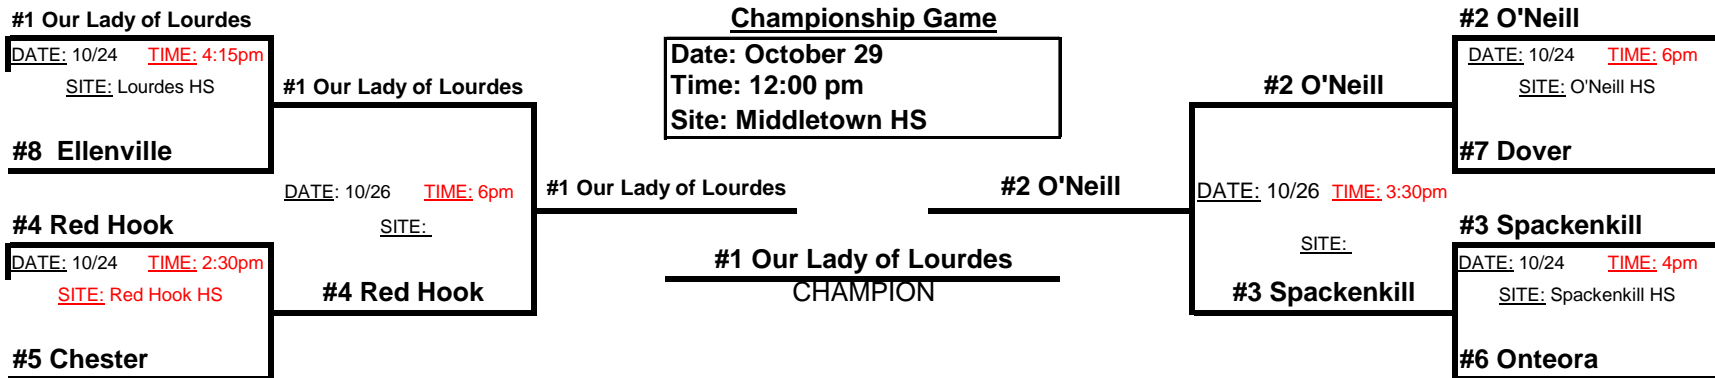 #1 Our Lady of Lourdes
DATE: 10/24 TIME: 4:15pm
SITE: Lourdes HS
#8 Ellenville
#4 Red Hook
DATE: 10/24 TIME: 2:30pm
SITE: Red Hook HS
#5 Chester
#1 Our Lady of Lourdes
DATE: 10/26 TIME: 6pm
SITE:
#4 Red Hook
#1 Our Lady of Lourdes
Championship Game
Date: October 29
Time: 12:00 pm
Site: Middletown HS
#1 Our Lady of Lourdes
CHAMPION
#2 O'Neill
#2 O'Neill
DATE: 10/26 TIME: 3:30pm
SITE:
#3 Spackenkill
#2 O'Neill
DATE: 10/24 TIME: 6pm
SITE: O'Neill HS
#7 Dover
#3 Spackenkill
DATE: 10/24 TIME: 4pm
SITE: Spackenkill HS
#6 Onteora